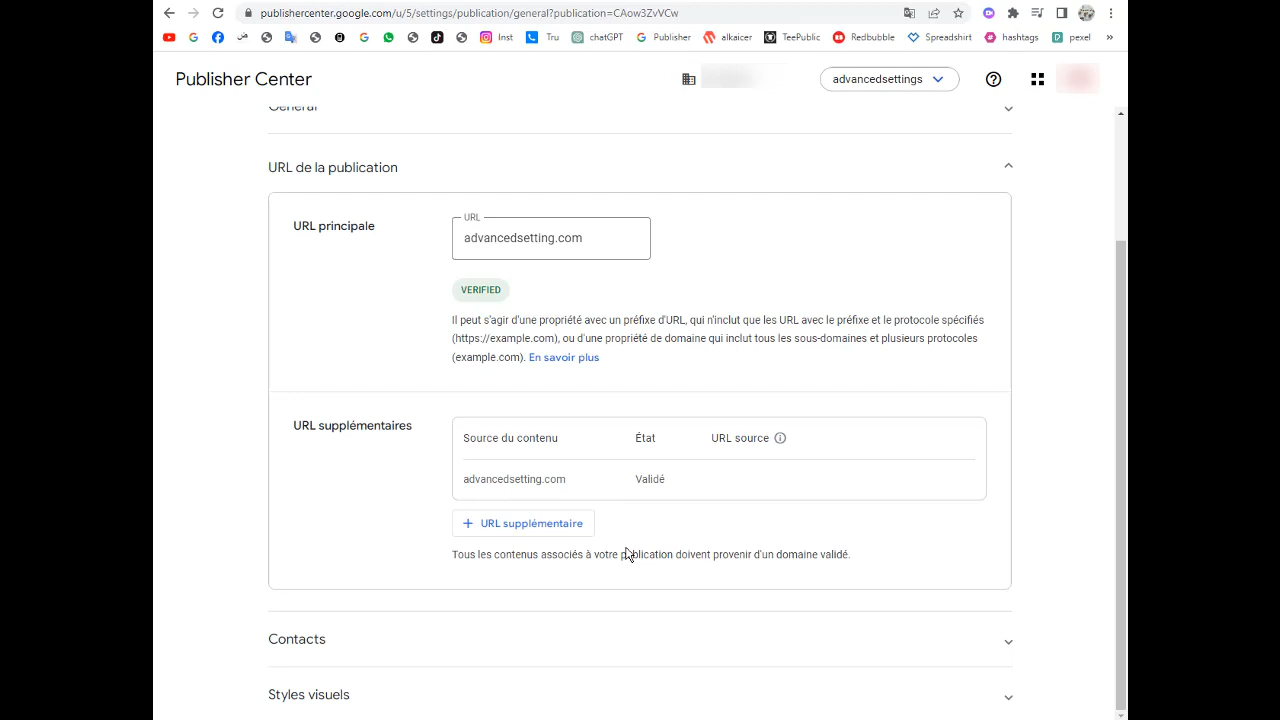 publishercenter.google.com/u/5/settings/publication/general?publication=CAow3ZvVCw
Inst
Tru
chatGPT
Publisher
alkaicer
TeePublic
Redbubble
Spreadshirt
hashtags
pexel
»
Publisher Center
advancedsettings
General
URL de la publication
URL principale
URL
advancedsetting.com
VERIFIED
Il peut s'agir d'une propriété avec un préfixe d'URL, qui n'inclut que les URL avec le préfixe et le protocole spécifiés
(https://example.com), ou d'une propriété de domaine qui inclut tous les sous-domaines et plusieurs protocoles
(example.com). En savoir plus
URL supplémentaires
Source du contenu État URL source
advancedsetting.com Validé
+ URL supplémentaire
Tous les contenus associés à votre publication doivent provenir d'un domaine validé.
Contacts
Styles visuels